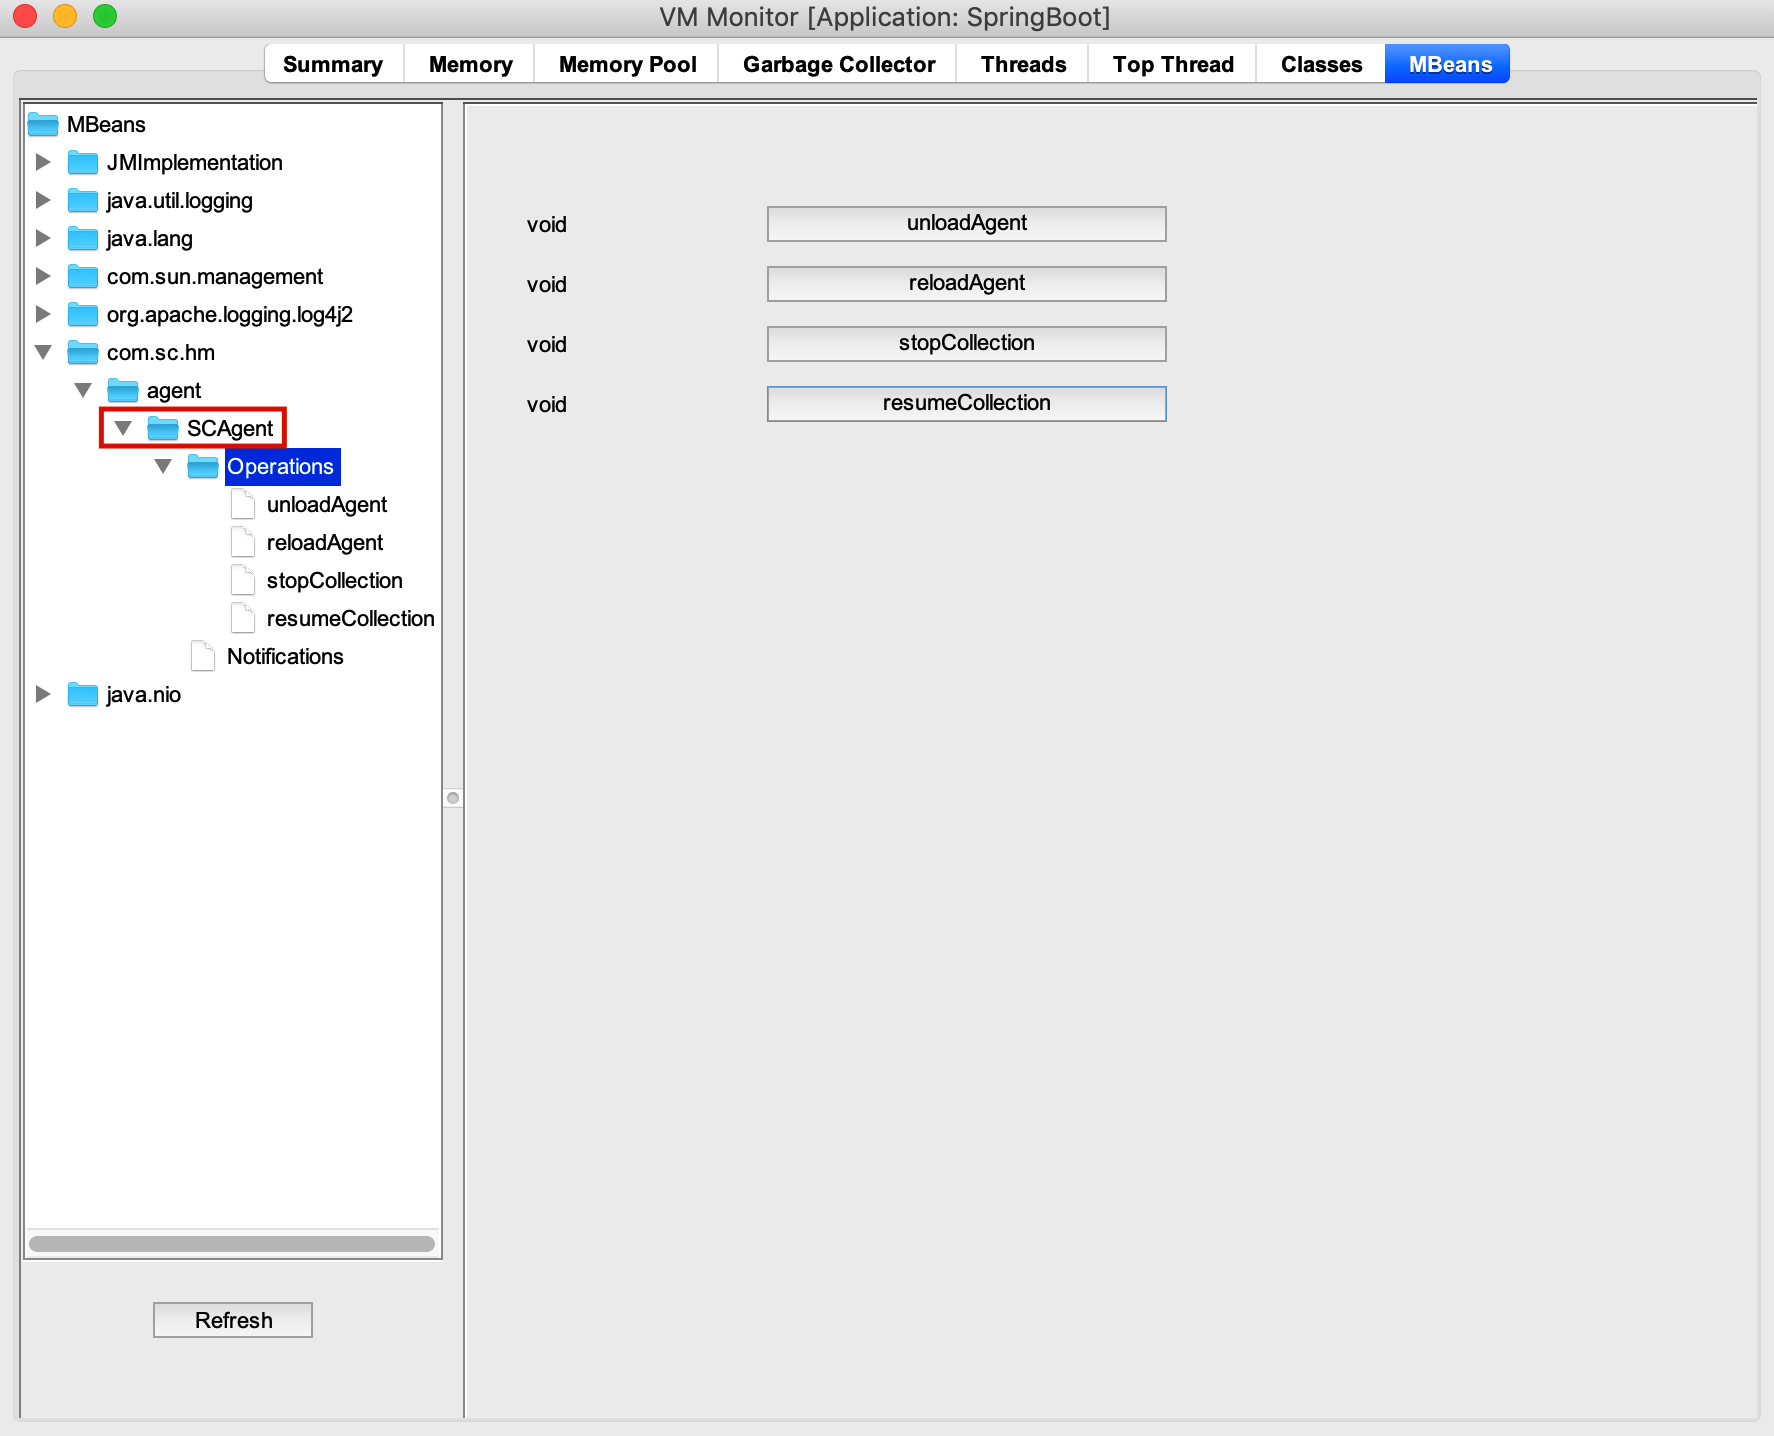 VM Monitor [Application: SpringBoot]
Summary Memory Memory Pool Garbage Collector Threads Top Thread Classes MBeans
MBeans
JMImplementation
java.util.logging
java.lang
com.sun.management
org.apache.logging.log4j2
com.sc.hm
agent
SCAgent
Operations
unloadAgent
reloadAgent
stopCollection
resumeCollection
Notifications
java.nio
Refresh
void unloadAgent
void reloadAgent
void stopCollection
void resumeCollection